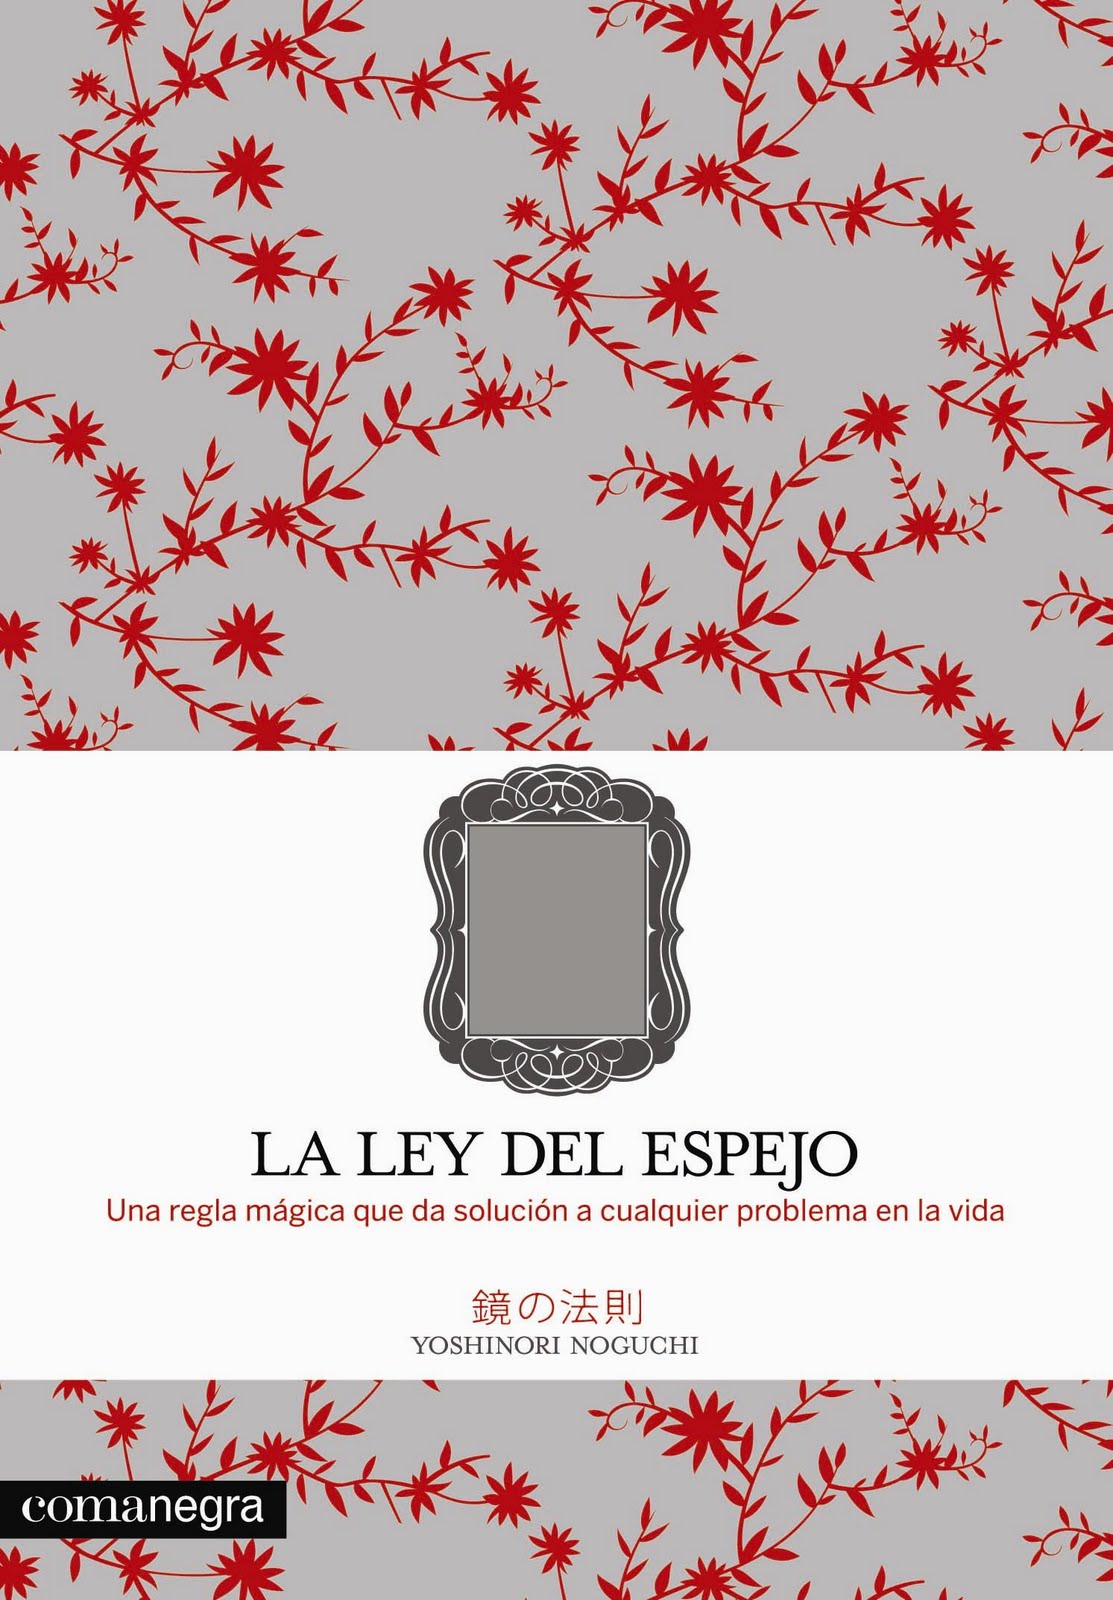 LA LEY DEL ESPEJO
Una regla mágica que da solución a cualquier problema en la vida
鏡の法則
YOSHINORI NOGUCHI
comanegra